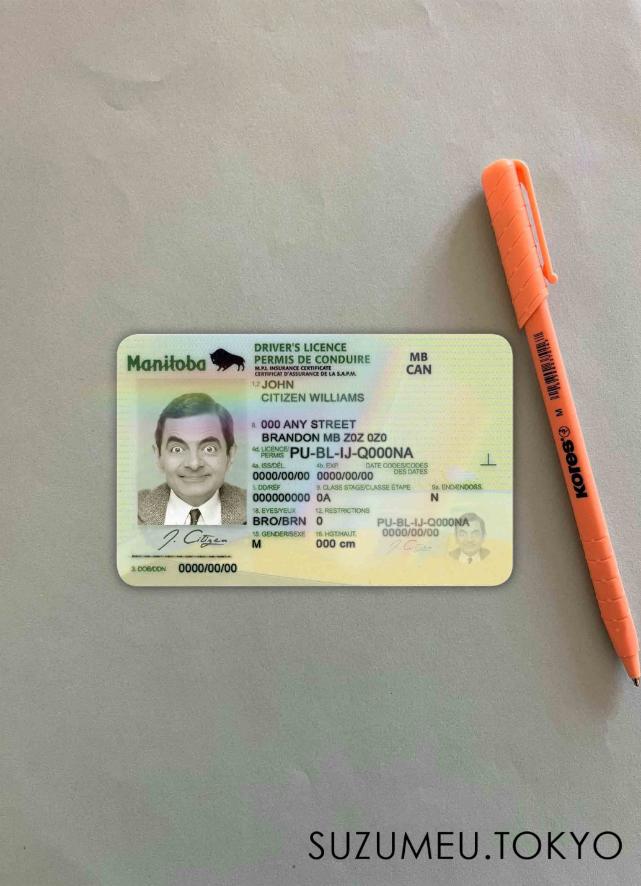 Manitoba
DRIVER'S LICENCE
PERMIS DE CONDUIRE
M.P.I. INSURANCE CERTIFICATE
CERTIFICAT D'ASSURANCE DE LA S.A.P.M.
MB
CAN
1,2 JOHN
CITIZEN WILLIAMS
8. 000 ANY STREET
BRANDON MB Z0Z 0Z0
4d. LICENCE/PERMIS PU-BL-IJ-Q000NA
4a. ISS/DÉL. 4b. EXP. DATE CODES/CODES DES DATES
0000/00/00 0000/00/00
5. DD/RÉF 9. CLASS STAGE/CLASSE ÉTAPE 9a. END/ENDOSS.
000000000 0A N
18. EYES/YEUX 12. RESTRICTIONS
BRO/BRN 0
15. GENDER/SEXE 16. HGT/HAUT.
M 000 cm
PU-BL-IJ-Q000NA
0000/00/00
J. Citizen
J. Citizen
3. DOB/DDN 0000/00/00
kores
M
SUZUMEU.TOKYO